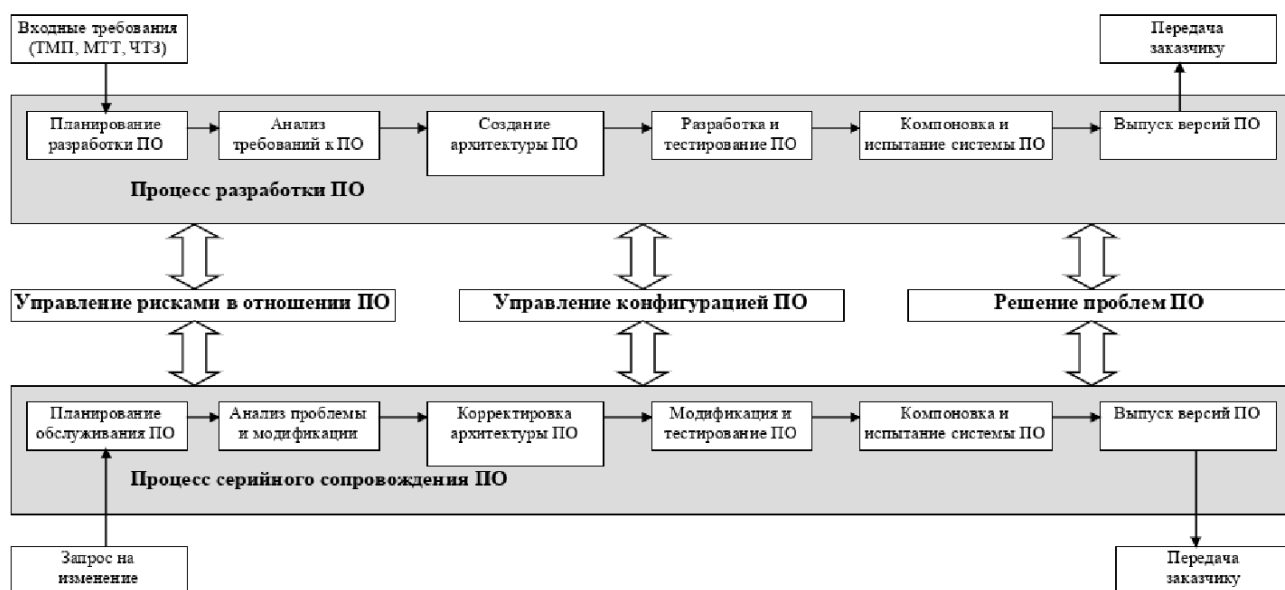 Входные требования
(ТМП, МТТ, ЧТЗ)
Передача
заказчику
Планирование
разработки ПО
Анализ
требований к ПО
Создание
архитектуры ПО
Разработка и
тестирование ПО
Компоновка и
испытание системы ПО
Выпуск версий ПО
Процесс разработки ПО
Управление рисками в отношении ПО
Управление конфигурацией ПО
Решение проблем ПО
Планирование
обслуживания ПО
Анализ проблемы
и модификации
Корректировка
архитектуры ПО
Модификация и
тестирование ПО
Компоновка и
испытание системы ПО
Выпуск версий ПО
Процесс серийного сопровождения ПО
Запрос на
изменение
Передача
заказчику